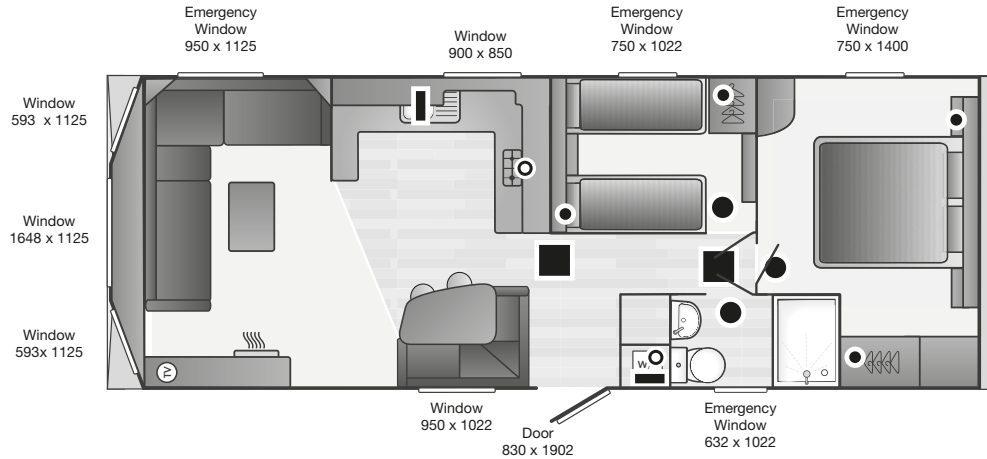 Emergency
Window
950 x 1125
Window
900 x 850
Emergency
Window
750 x 1022
Emergency
Window
750 x 1400
Window
593 x 1125
Window
1648 x 1125
Window
593x 1125
TV
Window
950 x 1022
Door
830 x 1902
Emergency
Window
632 x 1022